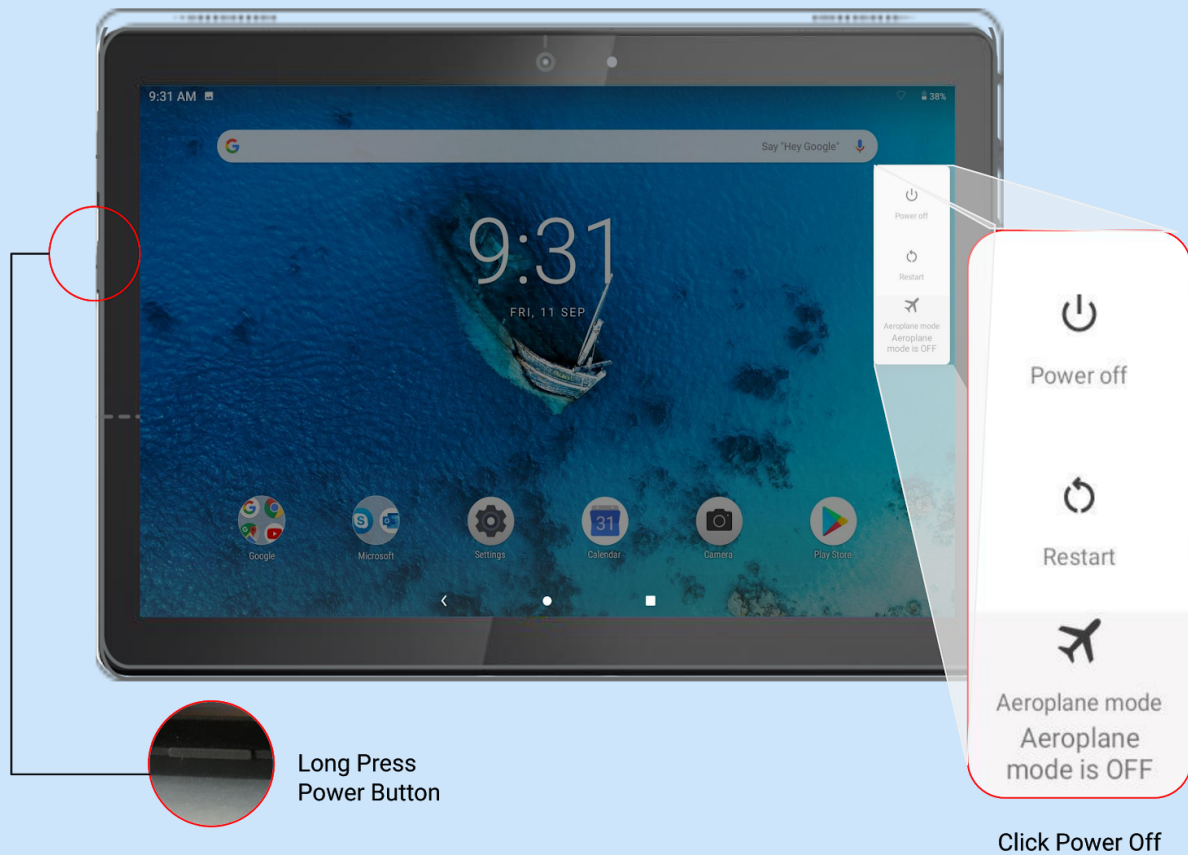 9:31 AM
38%
G
Say "Hey Google"
Power off
Restart
Aeroplane mode
Aeroplane
mode is OFF
9:31
FRI, 11 SEP
G
S
31
Google
Microsoft
Settings
Calendar
Camera
Play Store
Power off
Restart
Aeroplane mode
Aeroplane
mode is OFF
Long Press
Power Button
Click Power Off